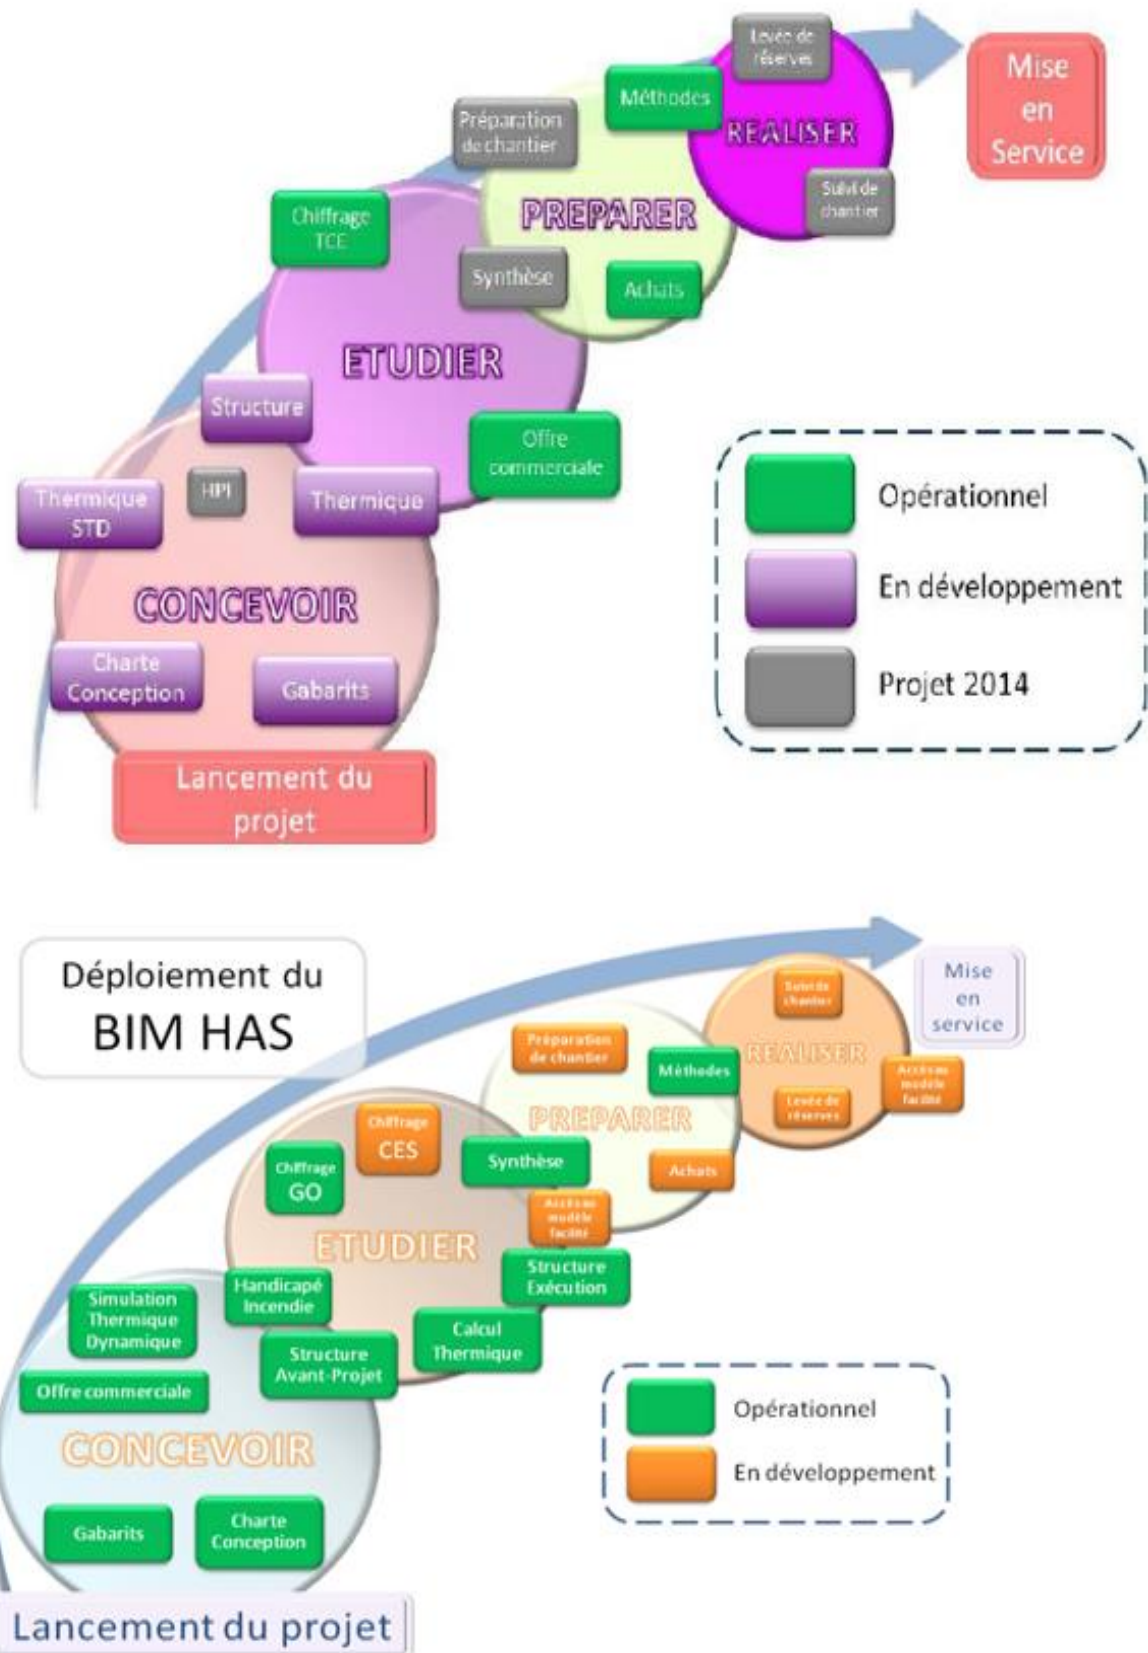 Levée de
réserves
Mise
en
Service
Méthodes
REALISER
Préparation
de chantier
Suivi de
chantier
PREPARER
Chiffrage
TCE
Synthèse
Achats
ETUDIER
Structure
Offre
commerciale
HPI
Thermique
STD
Thermique
CONCEVOIR
Charte
Conception
Gabarits
Lancement du
projet
Opérationnel
En développement
Projet 2014
Déploiement du
BIM HAS
Mise
en
service
Suivi de
chantier
Préparation
de chantier
REALISER
Méthodes
Accès au
modèle
facilité
Levée de
réserves
PREPARER
Chiffrage
CES
Chiffrage
GO
Synthèse
Achats
Accès au
modèle
facilité
ETUDIER
Structure
Exécution
Handicapé
Incendie
Simulation
Thermique
Dynamique
Calcul
Thermique
Structure
Avant-Projet
Offre commerciale
CONCEVOIR
Gabarits
Charte
Conception
Lancement du projet
Opérationnel
En développement